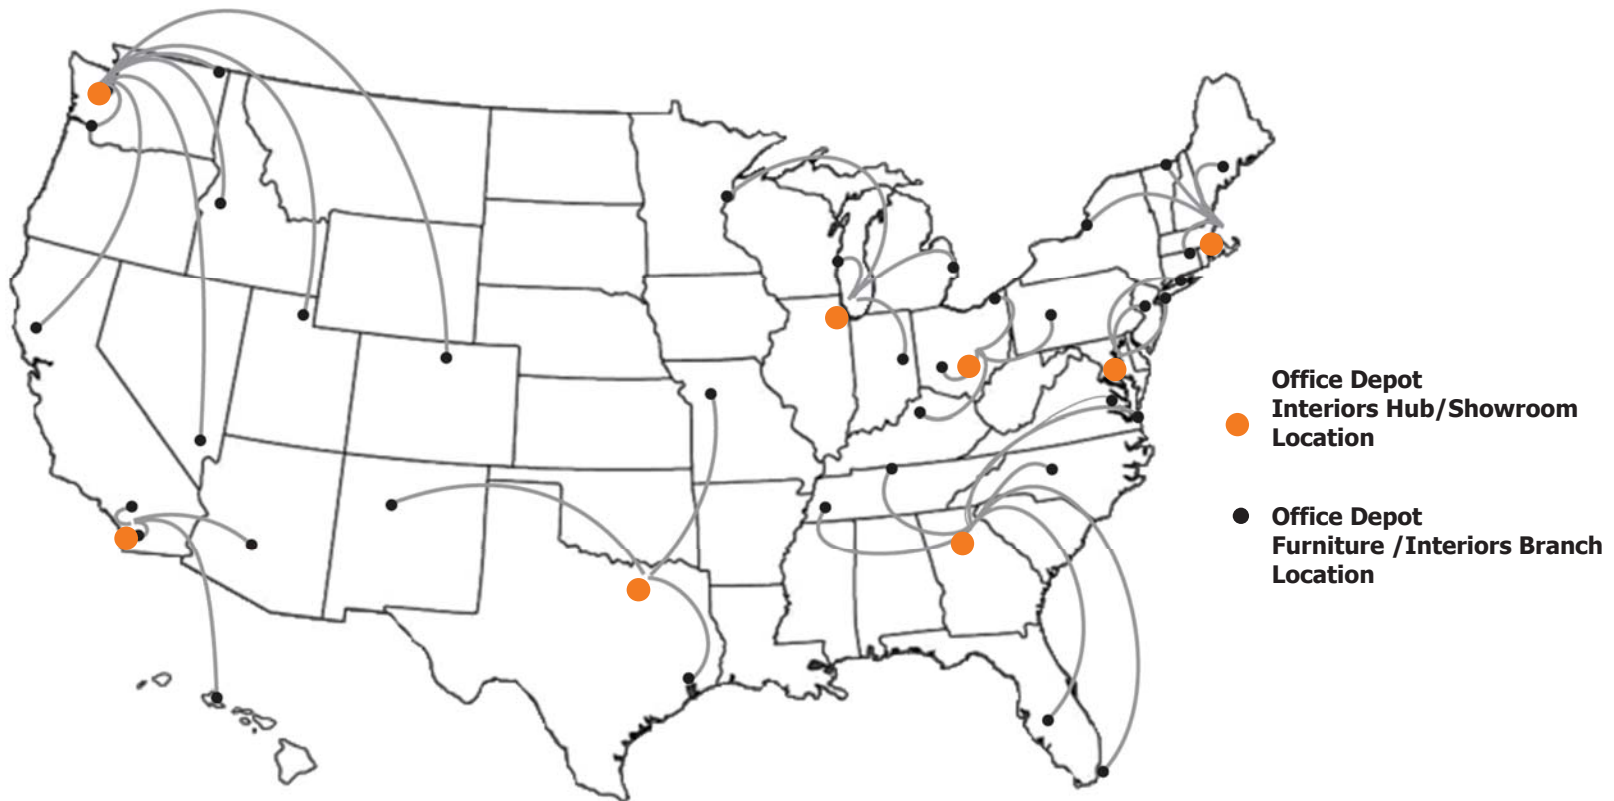 Office Depot
Interiors Hub/Showroom
Location
Office Depot
Furniture /Interiors Branch
Location